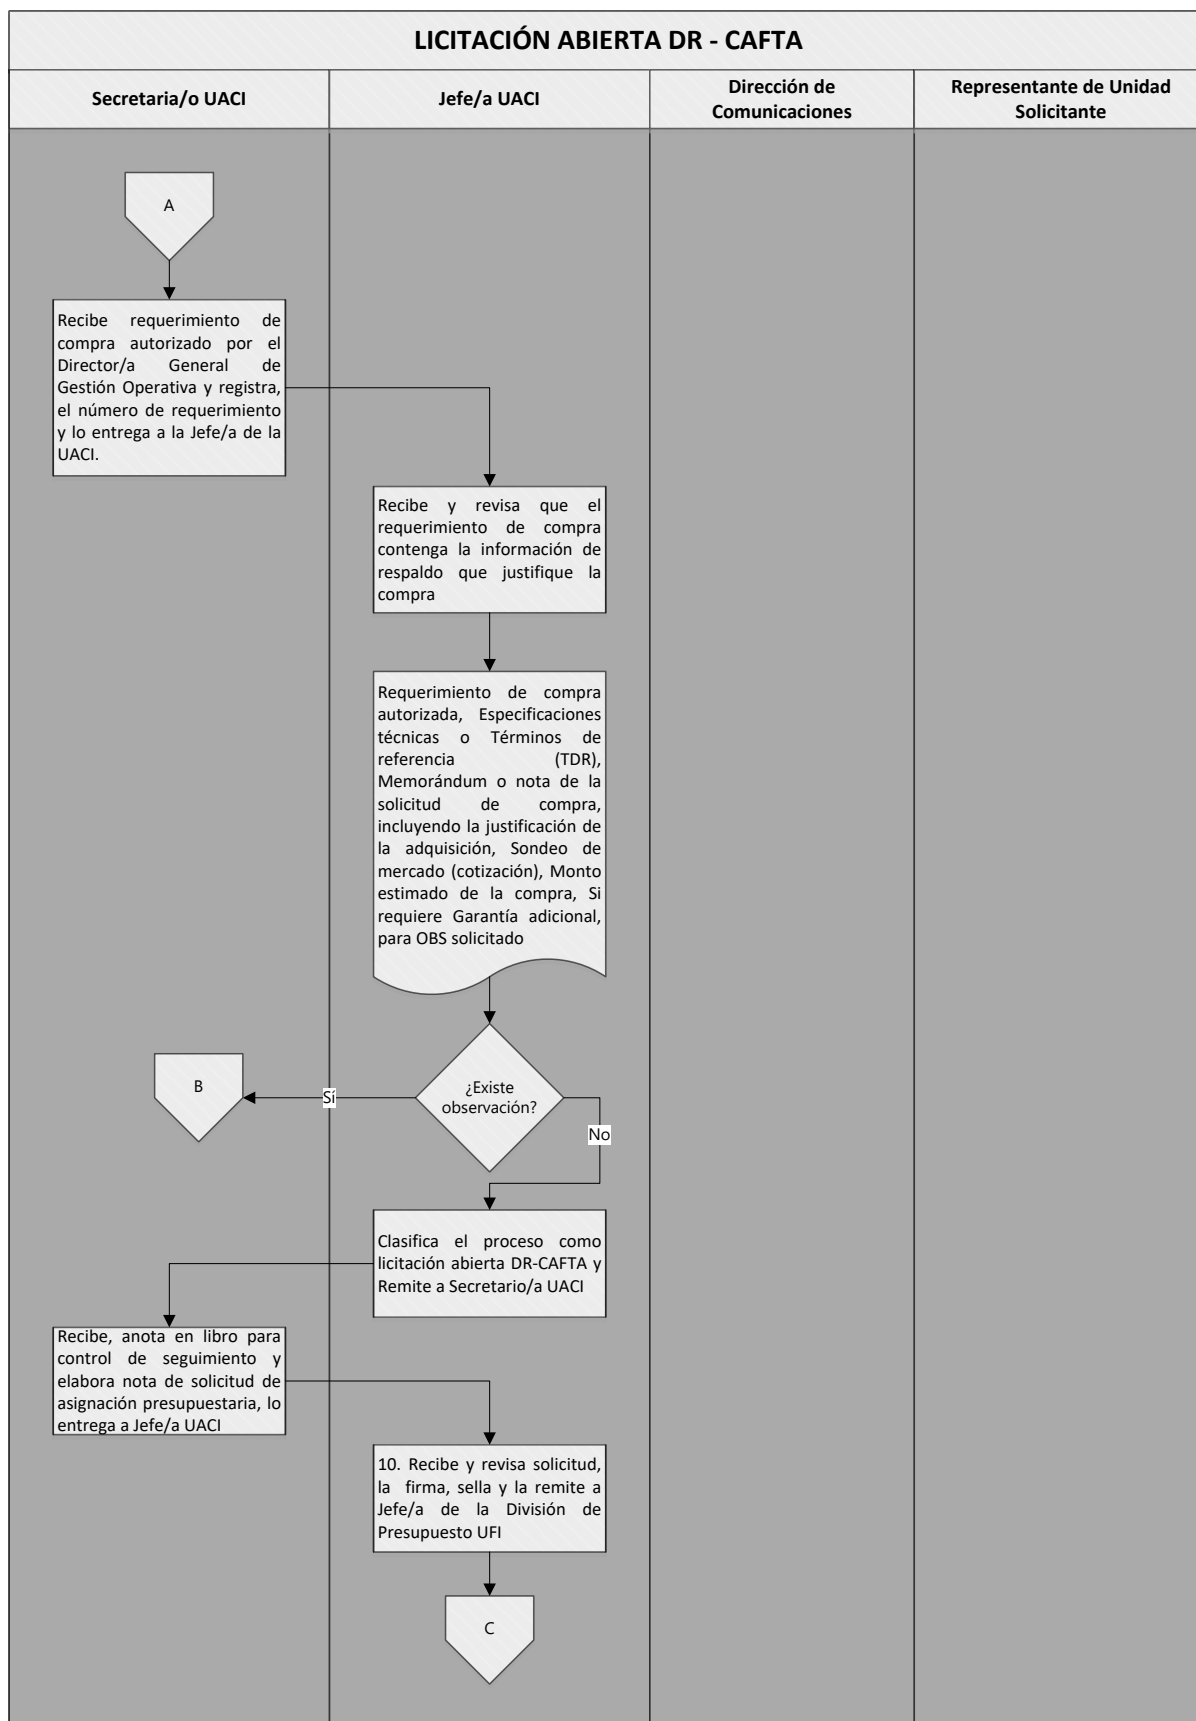 LICITACIÓN ABIERTA DR - CAFTA
Secretaria/o UACI
Jefe/a UACI
Dirección de
Comunicaciones
Representante de Unidad
Solicitante
A
Recibe requerimiento de
compra autorizado por el
Director/a General de
Gestión Operativa y registra,
el número de requerimiento
y lo entrega a la Jefe/a de la
UACI.
Recibe y revisa que el
requerimiento de compra
contenga la información de
respaldo que justifique la
compra
Requerimiento de compra
autorizada, Especificaciones
técnicas o Términos de
referencia (TDR),
Memorándum o nota de la
solicitud de compra,
incluyendo la justificación de
la adquisición, Sondeo de
mercado (cotización), Monto
estimado de la compra, Si
requiere Garantía adicional,
para OBS solicitado
¿Existe
observación?
Sí
B
No
Clasifica el proceso como
licitación abierta DR-CAFTA y
Remite a Secretario/a UACI
Recibe, anota en libro para
control de seguimiento y
elabora nota de solicitud de
asignación presupuestaria, lo
entrega a Jefe/a UACI
10. Recibe y revisa solicitud,
la firma, sella y la remite a
Jefe/a de la División de
Presupuesto UFI
C